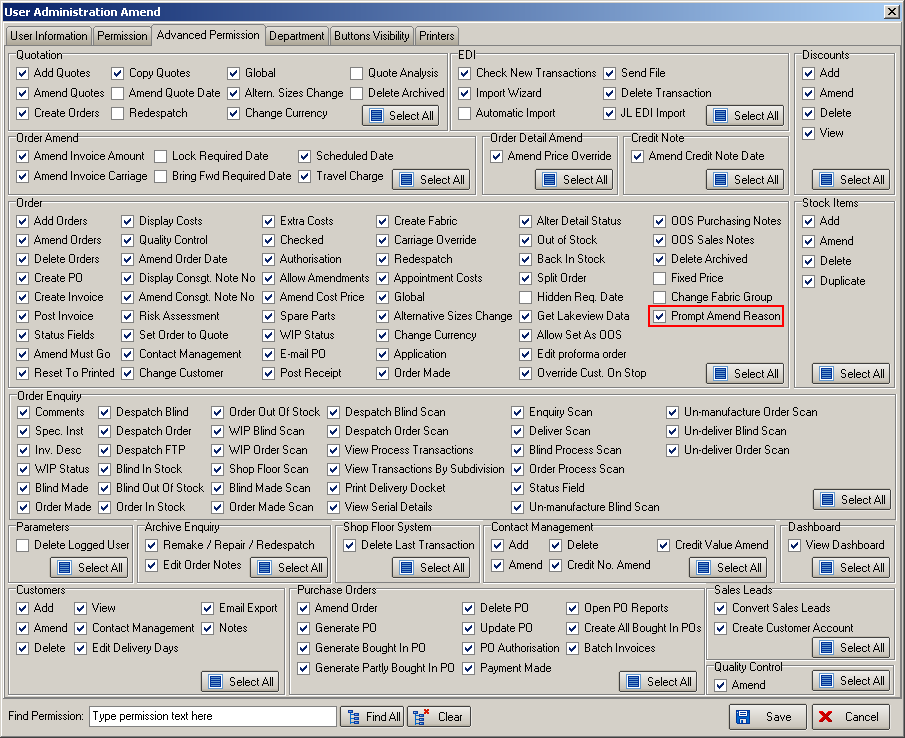 User Administration Amend
User Information Permission Advanced Permission Department Buttons Visibility Printers
Quotation
Add Quotes Copy Quotes Global Quote Analysis
Amend Quotes Amend Quote Date Altern. Sizes Change Delete Archived
Create Orders Redespatch Change Currency Select All
EDI
Check New Transactions Send File
Import Wizard Delete Transaction
Automatic Import JL EDI Import Select All
Discounts
Add
Amend
Delete
View
Select All
Order Amend
Amend Invoice Amount Lock Required Date Scheduled Date
Amend Invoice Carriage Bring Fwd Required Date Travel Charge Select All
Order Detail Amend
Amend Price Override
Select All
Credit Note
Amend Credit Note Date
Select All
Order
Add Orders Display Costs Extra Costs Create Fabric Alter Detail Status OOS Purchasing Notes
Amend Orders Quality Control Checked Carriage Override Out of Stock OOS Sales Notes
Delete Orders Amend Order Date Authorisation Redespatch Back In Stock Delete Archived
Create PO Display Consgt. Note No Allow Amendments Appointment Costs Split Order Fixed Price
Create Invoice Amend Consgt. Note No Amend Cost Price Global Hidden Req. Date Change Fabric Group
Post Invoice Risk Assessment Spare Parts Alternative Sizes Change Get Lakeview Data Prompt Amend Reason
Status Fields Set Order to Quote WIP Status Change Currency Allow Set As OOS
Amend Must Go Contact Management E-mail PO Application Edit proforma order
Reset To Printed Change Customer Post Receipt Order Made Override Cust. On Stop Select All
Stock Items
Add
Amend
Delete
Duplicate
Select All
Order Enquiry
Comments Despatch Blind Order Out Of Stock Despatch Blind Scan Enquiry Scan Un-manufacture Order Scan
Spec. Inst Despatch Order WIP Blind Scan Despatch Order Scan Deliver Scan Un-deliver Blind Scan
Inv. Desc Despatch FTP WIP Order Scan View Process Transactions Blind Process Scan Un-deliver Order Scan
WIP Status Blind In Stock Shop Floor Scan View Transactions By Subdivision Order Process Scan
Blind Made Blind Out Of Stock Blind Made Scan Print Delivery Docket Status Field
Order Made Order In Stock Order Made Scan View Serial Details Un-manufacture Blind Scan Select All
Parameters
Delete Logged User
Select All
Archive Enquiry
Remake / Repair / Redespatch
Edit Order Notes Select All
Shop Floor System
Delete Last Transaction
Select All
Contact Management
Add Delete Credit Value Amend
Amend Credit No. Amend Select All
Dashboard
View Dashboard
Select All
Customers
Add View Email Export
Amend Contact Management Notes
Delete Edit Delivery Days
Select All
Purchase Orders
Amend Order Delete PO Open PO Reports
Generate PO Update PO Create All Bought In POs
Generate Bought In PO PO Authorisation Batch Invoices
Generate Partly Bought In PO Payment Made Select All
Sales Leads
Convert Sales Leads
Create Customer Account
Select All
Quality Control
Amend Select All
Find Permission: Type permission text here Find All Clear Save Cancel